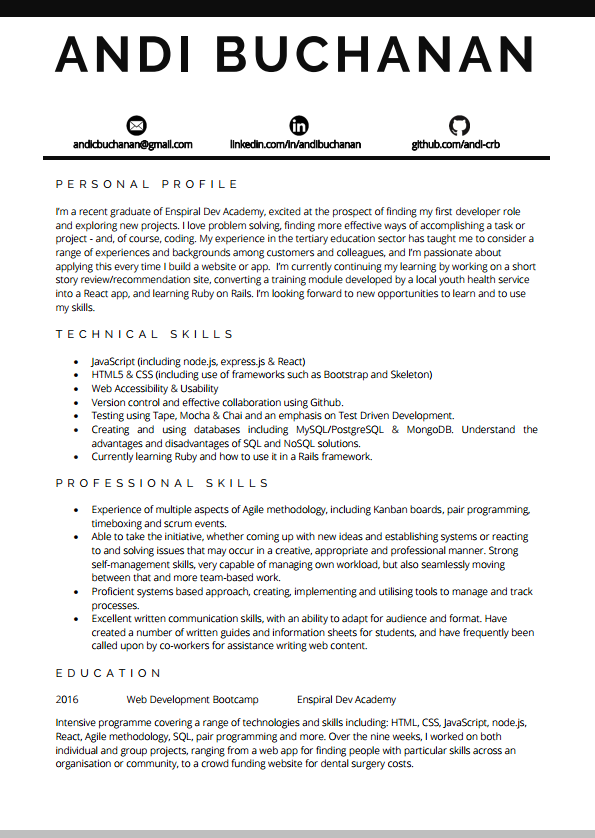 ANDI BUCHANAN
andicbuchanan@gmail.com linkedin.com/in/andibuchanan github.com/andi-crb
PERSONAL PROFILE
I'm a recent graduate of Enspiral Dev Academy, excited at the prospect of finding my first developer role
and exploring new projects. I love problem solving, finding more effective ways of accomplishing a task or
project - and, of course, coding. My experience in the tertiary education sector has taught me to consider a
range of experiences and backgrounds among customers and colleagues, and I'm passionate about
applying this every time I build a website or app. I'm currently continuing my learning by working on a short
story review/recommendation site, converting a training module developed by a local youth health service
into a React app, and learning Ruby on Rails. I'm looking forward to new opportunities to learn and to use
my skills.
TECHNICAL SKILLS
• JavaScript (including node.js, express.js & React)
• HTML5 & CSS (including use of frameworks such as Bootstrap and Skeleton)
• Web Accessibility & Usability
• Version control and effective collaboration using Github.
• Testing using Tape, Mocha & Chai and an emphasis on Test Driven Development.
• Creating and using databases including MySQL/PostgreSQL & MongoDB. Understand the
advantages and disadvantages of SQL and NoSQL solutions.
• Currently learning Ruby and how to use it in a Rails framework.
PROFESSIONAL SKILLS
• Experience of multiple aspects of Agile methodology, including Kanban boards, pair programming,
timeboxing and scrum events.
• Able to take the initiative, whether coming up with new ideas and establishing systems or reacting
to and solving issues that may occur in a creative, appropriate and professional manner. Strong
self-management skills, very capable of managing own workload, but also seamlessly moving
between that and more team-based work.
• Proficient systems based approach, creating, implementing and utilising tools to manage and track
processes.
• Excellent written communication skills, with an ability to adapt for audience and format. Have
created a number of written guides and information sheets for students, and have frequently been
called upon by co-workers for assistance writing web content.
EDUCATION
2016 Web Development Bootcamp Enspiral Dev Academy
Intensive programme covering a range of technologies and skills including: HTML, CSS, JavaScript, node.js,
React, Agile methodology, SQL, pair programming and more. Over the nine weeks, I worked on both
individual and group projects, ranging from a web app for finding people with particular skills across an
organisation or community, to a crowd funding website for dental surgery costs.